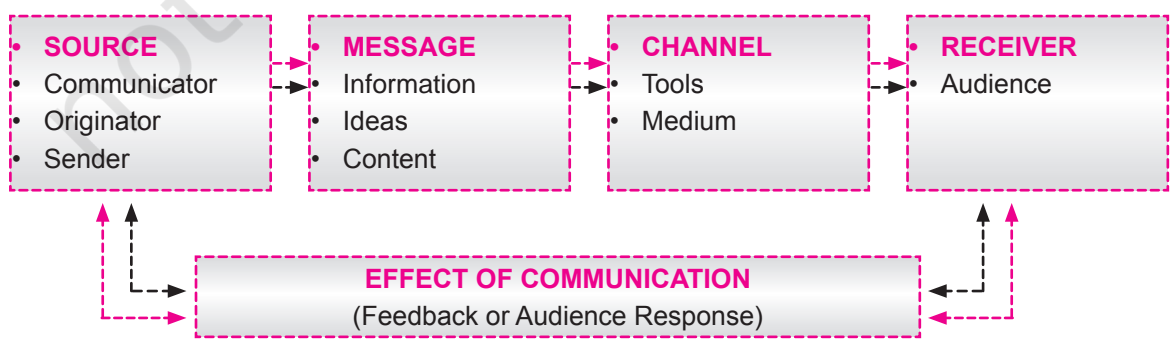 not
• SOURCE
• Communicator
• Originator
• Sender
• MESSAGE
• Information
• Ideas
• Content
• CHANNEL
• Tools
• Medium
• RECEIVER
• Audience
EFFECT OF COMMUNICATION
(Feedback or Audience Response)